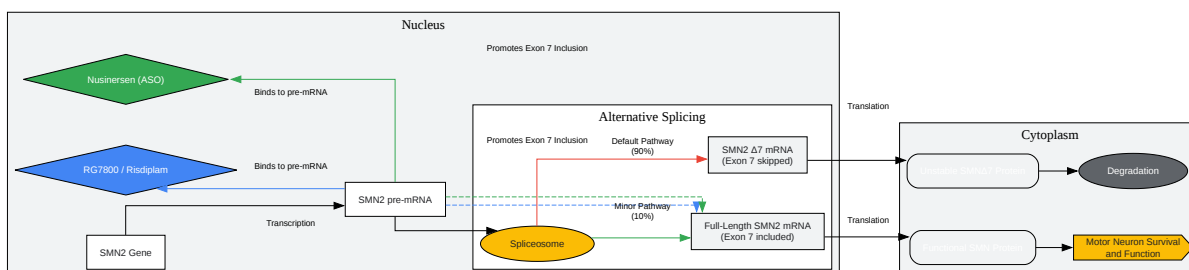 Nucleus
Promotes Exon 7 Inclusion
Nusinersen (ASO)
Binds to pre-mRNA
Translation
Alternative Splicing
Cytoplasm
Promotes Exon 7 Inclusion
Default Pathway
(90%)
SMN2 Δ7 mRNA
(Exon 7 skipped)
Binds to pre-mRNA
RG7800 / Risdiplam
Degradation
SMN2 pre-mRNA
Minor Pathway
(10%)
Transcription
Translation
Full-Length SMN2 mRNA
(Exon 7 included)
Spliceosome
SMN2 Gene
Motor Neuron Survival
and Function